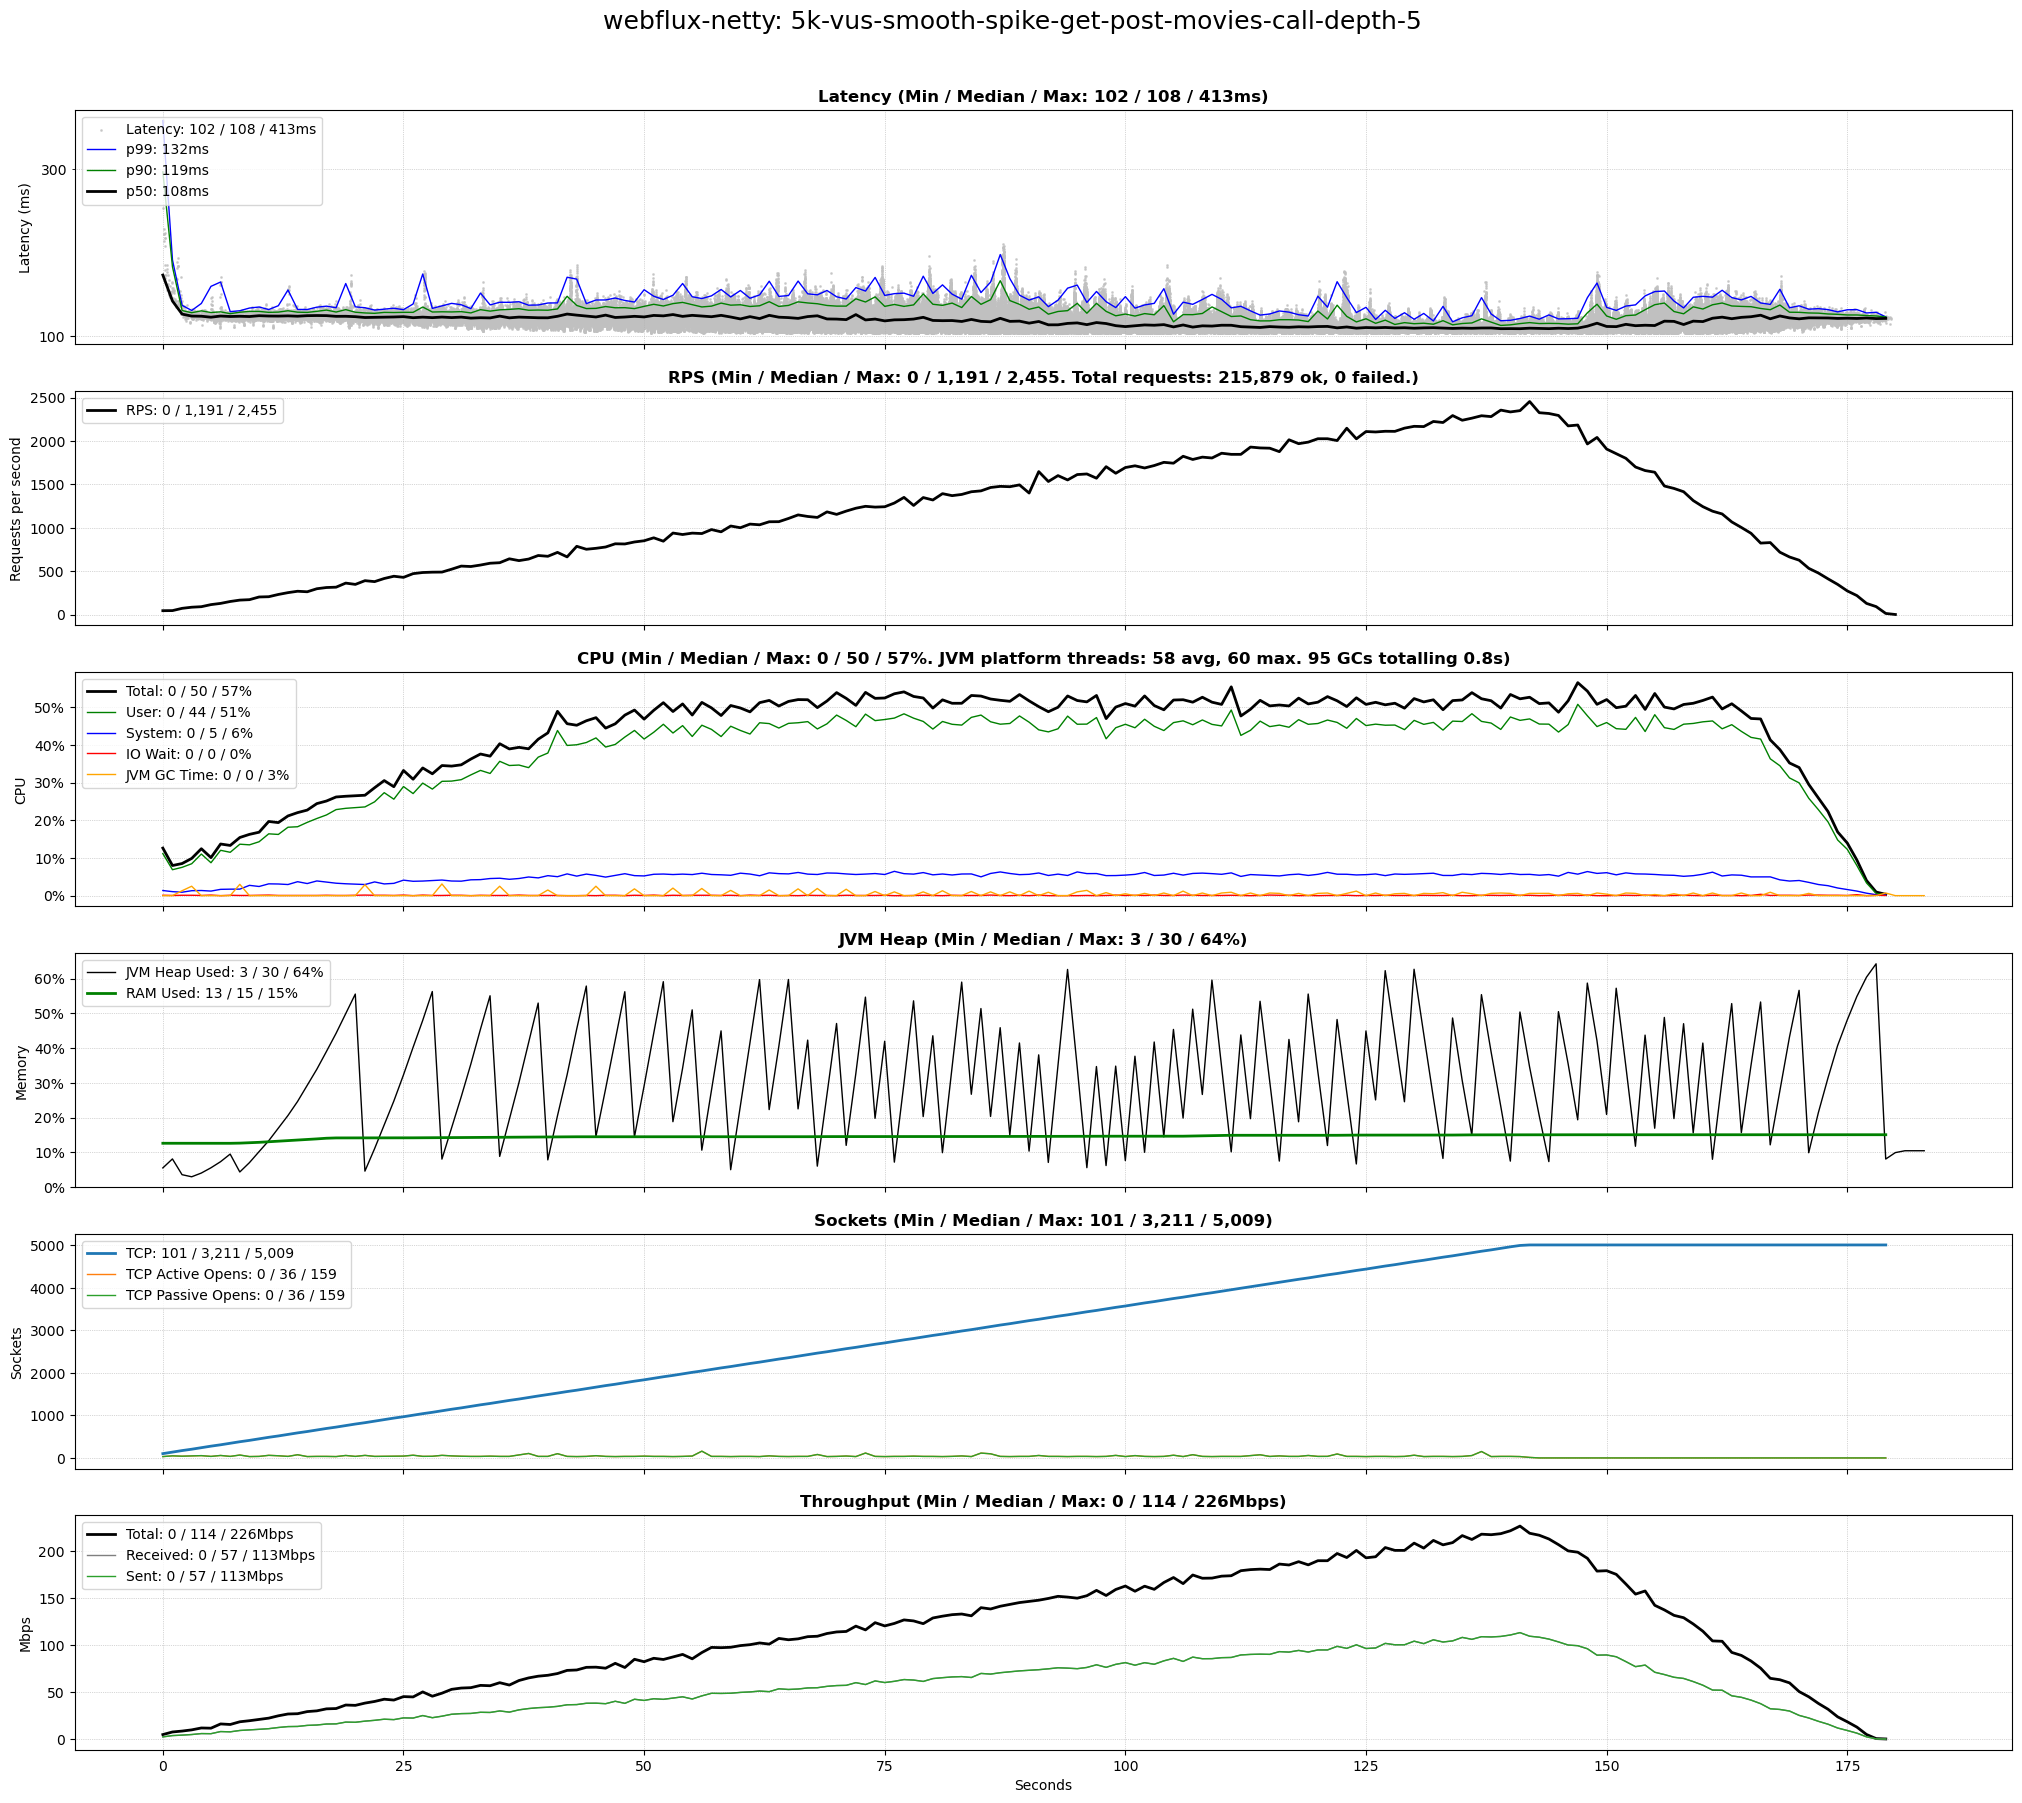 webflux-netty: 5k-vus-smooth-spike-get-post-movies-call-depth-5
Latency (Min / Median / Max: 102 / 108 / 413ms)
Latency: 102 / 108 / 413ms
p99: 132ms
p90: 119ms
p50: 108ms
300
100
Latency (ms)
RPS (Min / Median / Max: 0 / 1,191 / 2,455. Total requests: 215,879 ok, 0 failed.)
RPS: 0 / 1,191 / 2,455
2500
2000
1500
1000
500
0
Requests per second
CPU (Min / Median / Max: 0 / 50 / 57%. JVM platform threads: 58 avg, 60 max. 95 GCs totalling 0.8s)
Total: 0 / 50 / 57%
User: 0 / 44 / 51%
System: 0 / 5 / 6%
IO Wait: 0 / 0 / 0%
JVM GC Time: 0 / 0 / 3%
50%
40%
30%
20%
10%
0%
CPU
JVM Heap (Min / Median / Max: 3 / 30 / 64%)
JVM Heap Used: 3 / 30 / 64%
RAM Used: 13 / 15 / 15%
60%
50%
40%
30%
20%
10%
0%
Memory
Sockets (Min / Median / Max: 101 / 3,211 / 5,009)
TCP: 101 / 3,211 / 5,009
TCP Active Opens: 0 / 36 / 159
TCP Passive Opens: 0 / 36 / 159
5000
4000
3000
2000
1000
0
Sockets
Throughput (Min / Median / Max: 0 / 114 / 226Mbps)
Total: 0 / 114 / 226Mbps
Received: 0 / 57 / 113Mbps
Sent: 0 / 57 / 113Mbps
200
150
100
50
0
Mbps
0 25 50 75 100 125 150 175
Seconds